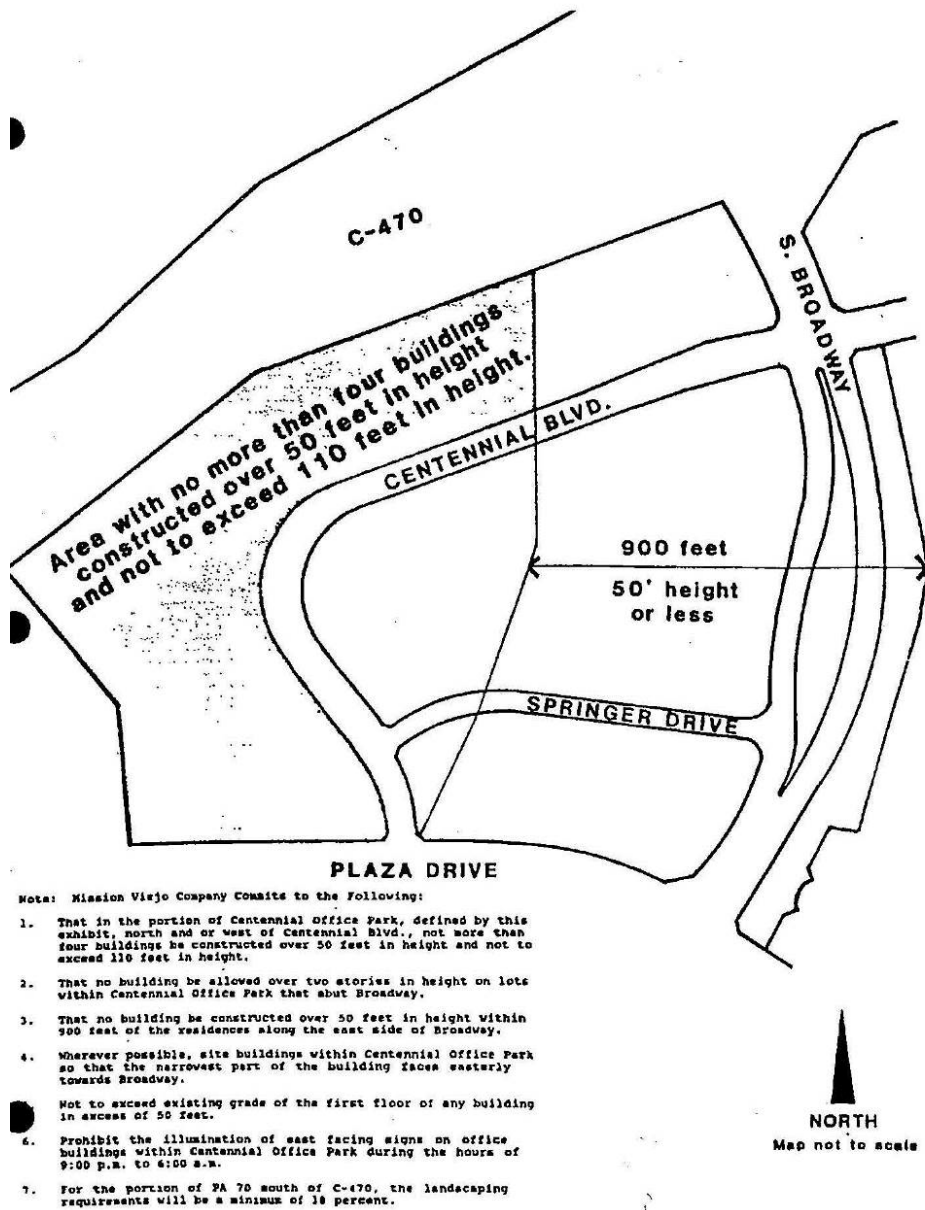 C-470
S. BROADWAY
Area with no more than four buildings
constructed over 50 feet in height
and not to exceed 110 feet in height.
CENTENNIAL BLVD.
900 feet
50' height
or less
SPRINGER DRIVE
PLAZA DRIVE
Note: Mission Viejo Company Commits to the Following:
1. That in the portion of Centennial Office Park, defined by this
exhibit, north and or west of Centennial Blvd., not more than
four buildings be constructed over 50 feet in height and not to
exceed 110 feet in height.
2. That no building be allowed over two stories in height on lots
within Centennial Office Park that abut Broadway.
3. That no building be constructed over 50 feet in height within
900 feet of the residences along the east side of Broadway.
4. Wherever possible, site buildings within Centennial Office Park
so that the narrowest part of the building faces easterly
towards Broadway.
Not to exceed existing grade of the first floor of any building
in excess of 50 feet.
6. Prohibit the illumination of east facing signs on office
buildings within Centennial Office Park during the hours of
9:00 p.m. to 6:00 a.m.
7. For the portion of PA 70 south of C-470, the landscaping
requirements will be a minimum of 18 percent.
NORTH
Map not to scale